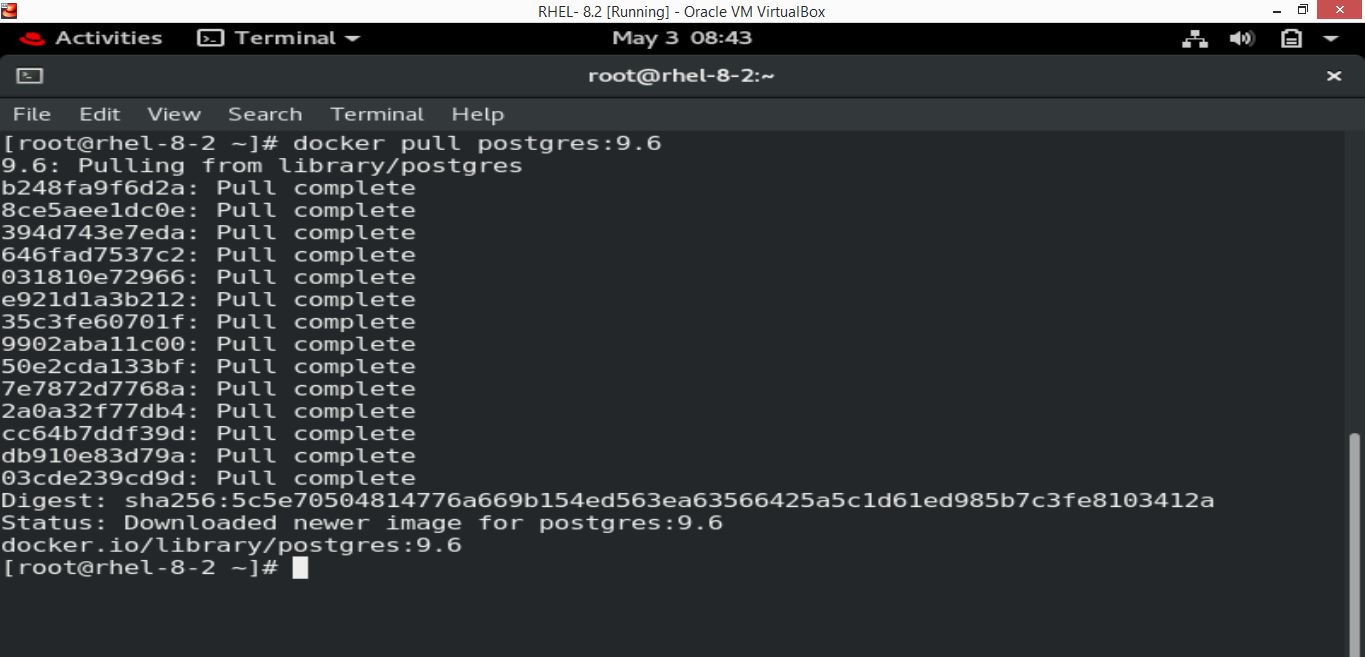 RHEL- 8.2 [Running] - Oracle VM VirtualBox
Activities Terminal May 3 08:43
root@rhel-8-2:~
File Edit View Search Terminal Help
[root@rhel-8-2 ~]# docker pull postgres:9.6
9.6: Pulling from library/postgres
b248fa9f6d2a: Pull complete
8ce5aee1dc0e: Pull complete
394d743e7eda: Pull complete
646fad7537c2: Pull complete
031810e72966: Pull complete
e921d1a3b212: Pull complete
35c3fe60701f: Pull complete
9902aba11c00: Pull complete
50e2cda133bf: Pull complete
7e7872d7768a: Pull complete
2a0a32f77db4: Pull complete
cc64b7ddf39d: Pull complete
db910e83d79a: Pull complete
03cde239cd9d: Pull complete
Digest: sha256:5c5e70504814776a669b154ed563ea63566425a5c1d61ed985b7c3fe8103412a
Status: Downloaded newer image for postgres:9.6
docker.io/library/postgres:9.6
[root@rhel-8-2 ~]#